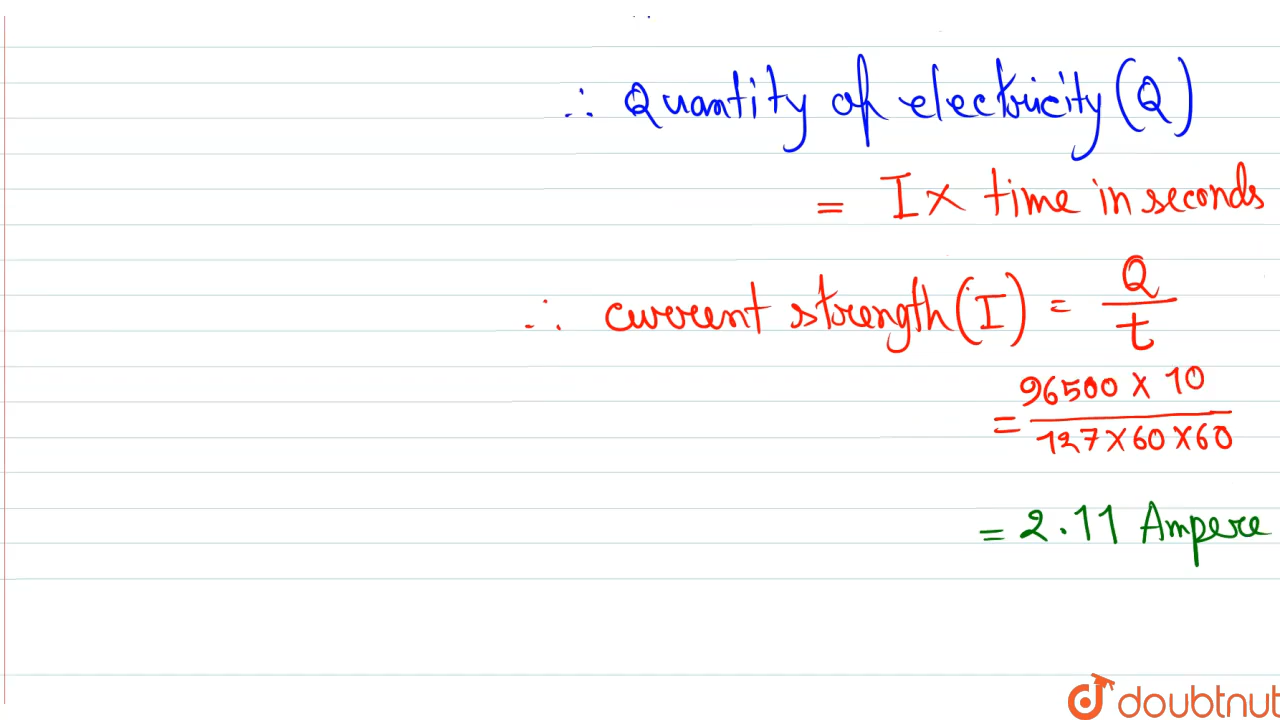 ∴ Quantity of electricity (Q)
= I × time in seconds
∴ current strength (I) = Q/t
= 96500 × 10 / 127 × 60 × 60
= 2.11 Ampere
doubtnut